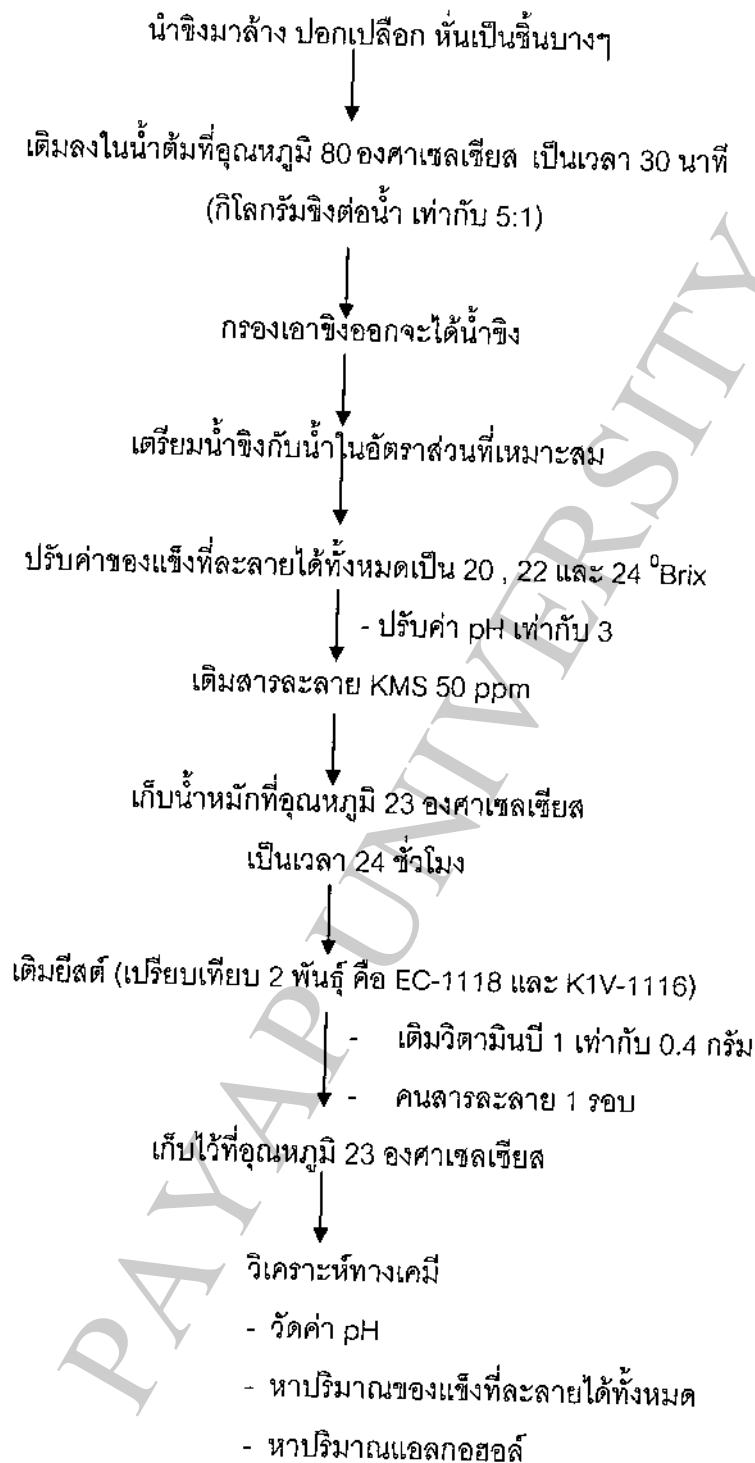 นำขิงมาล้าง ปอกเปลือก หั่นเป็นชิ้นบางๆ
เติมลงในน้ำต้มที่อุณหภูมิ 80 องศาเซลเซียส เป็นเวลา 30 นาที
(กิโลกรัมขิงต่อน้ำ เท่ากับ 5:1)
กรองเอาขิงออกจะได้น้ำขิง
เตรียมน้ำขิงกับน้ำในอัตราส่วนที่เหมาะสม
ปรับค่าของแข็งที่ละลายได้ทั้งหมดเป็น 20 , 22 และ 24 ⁰Brix
- ปรับค่า pH เท่ากับ 3
เติมสารละลาย KMS 50 ppm
เก็บน้ำหมักที่อุณหภูมิ 23 องศาเซลเซียส
เป็นเวลา 24 ชั่วโมง
เติมยีสต์ (เปรียบเทียบ 2 พันธุ์ คือ EC-1118 และ K1V-1116)
- เติมวิตามินบี 1 เท่ากับ 0.4 กรัม
- คนสารละลาย 1 รอบ
เก็บไว้ที่อุณหภูมิ 23 องศาเซลเซียส
วิเคราะห์ทางเคมี
- วัดค่า pH
- หาปริมาณของแข็งที่ละลายได้ทั้งหมด
- หาปริมาณแอลกอฮอล์
PAYAP UNIVERSITY